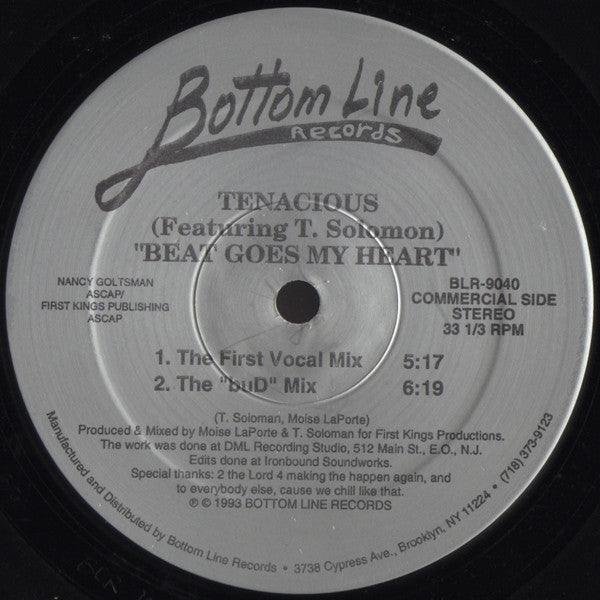 Bottom Line
Records
TENACIOUS
(Featuring T. Solomon)
"BEAT GOES MY HEART"
NANCY GOLTSMAN
ASCAP/
FIRST KINGS PUBLISHING
ASCAP
BLR-9040
COMMERCIAL SIDE
STEREO
33 1/3 RPM
1. The First Vocal Mix 5:17
2. The "buD" Mix 6:19
(T. Soloman, Moise LaPorte)
Produced & Mixed by Moise LaPorte & T. Soloman for First Kings Productions.
The work was done at DML Recording Studio, 512 Main St., E.O., N.J.
Edits done at Ironbound Soundworks.
Special thanks: 2 the Lord 4 making the happen again, and
to everybody else, cause we chill like that.
℗ © 1993 BOTTOM LINE RECORDS
Manufactured and Distributed by Bottom Line Records • 3738 Cypress Ave., Brooklyn, NY 11224 • (718) 373-9123